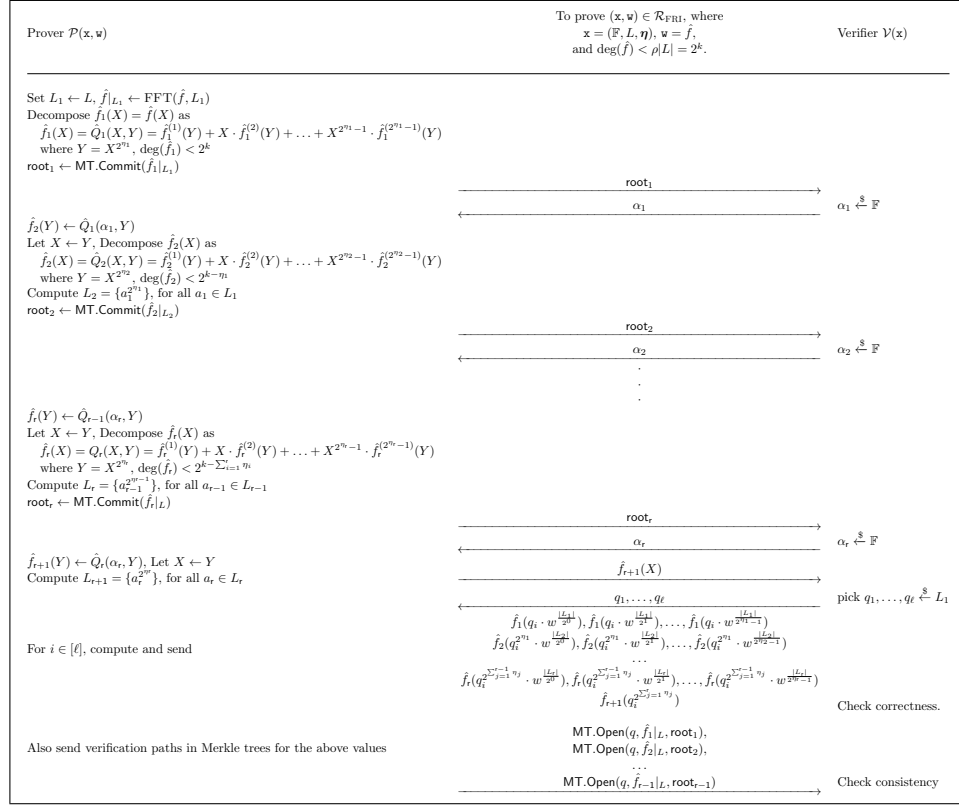 Prover 𝒫(𝕩, 𝕨)
To prove (𝕩, 𝕨) ∈ ℛ_FRI, where
𝕩 = (𝔽, L, 𝜼), 𝕨 = f̂,
and deg(f̂) < ρ|L| = 2^k.
Verifier 𝒱(𝕩)
Set L_1 ← L, f̂|_{L_1} ← FFT(f̂, L_1)
Decompose f̂_1(X) = f̂(X) as
f̂_1(X) = Q̂_1(X, Y) = f̂_1^{(1)}(Y) + X · f̂_1^{(2)}(Y) + … + X^{2^{η_1}-1} · f̂_1^{(2^{η_1}-1)}(Y)
where Y = X^{2^{η_1}}, deg(f̂_1) < 2^k
root_1 ← MT.Commit(f̂_1|_{L_1})
root_1
α_1
α_1 ←$ 𝔽
f̂_2(Y) ← Q̂_1(α_1, Y)
Let X ← Y, Decompose f̂_2(X) as
f̂_2(X) = Q̂_2(X, Y) = f̂_2^{(1)}(Y) + X · f̂_2^{(2)}(Y) + … + X^{2^{η_2}-1} · f̂_2^{(2^{η_2}-1)}(Y)
where Y = X^{2^{η_2}}, deg(f̂_2) < 2^{k-η_1}
Compute L_2 = {a_1^{2^{η_1}}}, for all a_1 ∈ L_1
root_2 ← MT.Commit(f̂_2|_{L_2})
root_2
α_2
α_2 ←$ 𝔽
.
.
.
f̂_r(Y) ← Q̂_{r-1}(α_r, Y)
Let X ← Y, Decompose f̂_r(X) as
f̂_r(X) = Q_r(X, Y) = f̂_r^{(1)}(Y) + X · f̂_r^{(2)}(Y) + … + X^{2^{η_r}-1} · f̂_r^{(2^{η_r}-1)}(Y)
where Y = X^{2^{η_r}}, deg(f̂_r) < 2^{k-∑_{i=1}^{r} η_i}
Compute L_r = {a_{r-1}^{2^{η_{r-1}}}}, for all a_{r-1} ∈ L_{r-1}
root_r ← MT.Commit(f̂_r|_L)
root_r
α_r
α_r ←$ 𝔽
f̂_{r+1}(Y) ← Q̂_r(α_r, Y), Let X ← Y
Compute L_{r+1} = {a_r^{2^{η_r}}}, for all a_r ∈ L_r
f̂_{r+1}(X)
q_1, …, q_ℓ
pick q_1, …, q_ℓ ←$ L_1
For i ∈ [ℓ], compute and send
f̂_1(q_i · w^{|L_1|/2^0}), f̂_1(q_i · w^{|L_1|/2^1}), …, f̂_1(q_i · w^{|L_1|/2^{η_1-1}})
f̂_2(q_i^{2^{η_1}} · w^{|L_2|/2^0}), f̂_2(q_i^{2^{η_1}} · w^{|L_2|/2^1}), …, f̂_2(q_i^{2^{η_1}} · w^{|L_2|/2^{η_2-1}})
…
f̂_r(q_i^{2^{∑_{j=1}^{r-1} η_j}} · w^{|L_r|/2^0}), f̂_r(q_i^{2^{∑_{j=1}^{r-1} η_j}} · w^{|L_r|/2^1}), …, f̂_r(q_i^{2^{∑_{j=1}^{r-1} η_j}} · w^{|L_r|/2^{η_r-1}})
f̂_{r+1}(q_i^{2^{∑_{j=1}^{r} η_j}})
Check correctness.
Also send verification paths in Merkle trees for the above values
MT.Open(q, f̂_1|_L, root_1),
MT.Open(q, f̂_2|_L, root_2),
…
MT.Open(q, f̂_{r-1}|_L, root_{r-1})
Check consistency